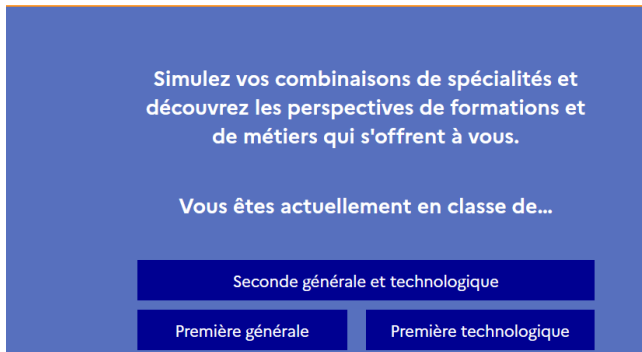 Simulez vos combinaisons de spécialités et
découvrez les perspectives de formations et
de métiers qui s'offrent à vous.
Vous êtes actuellement en classe de...
Seconde générale et technologique
Première générale
Première technologique